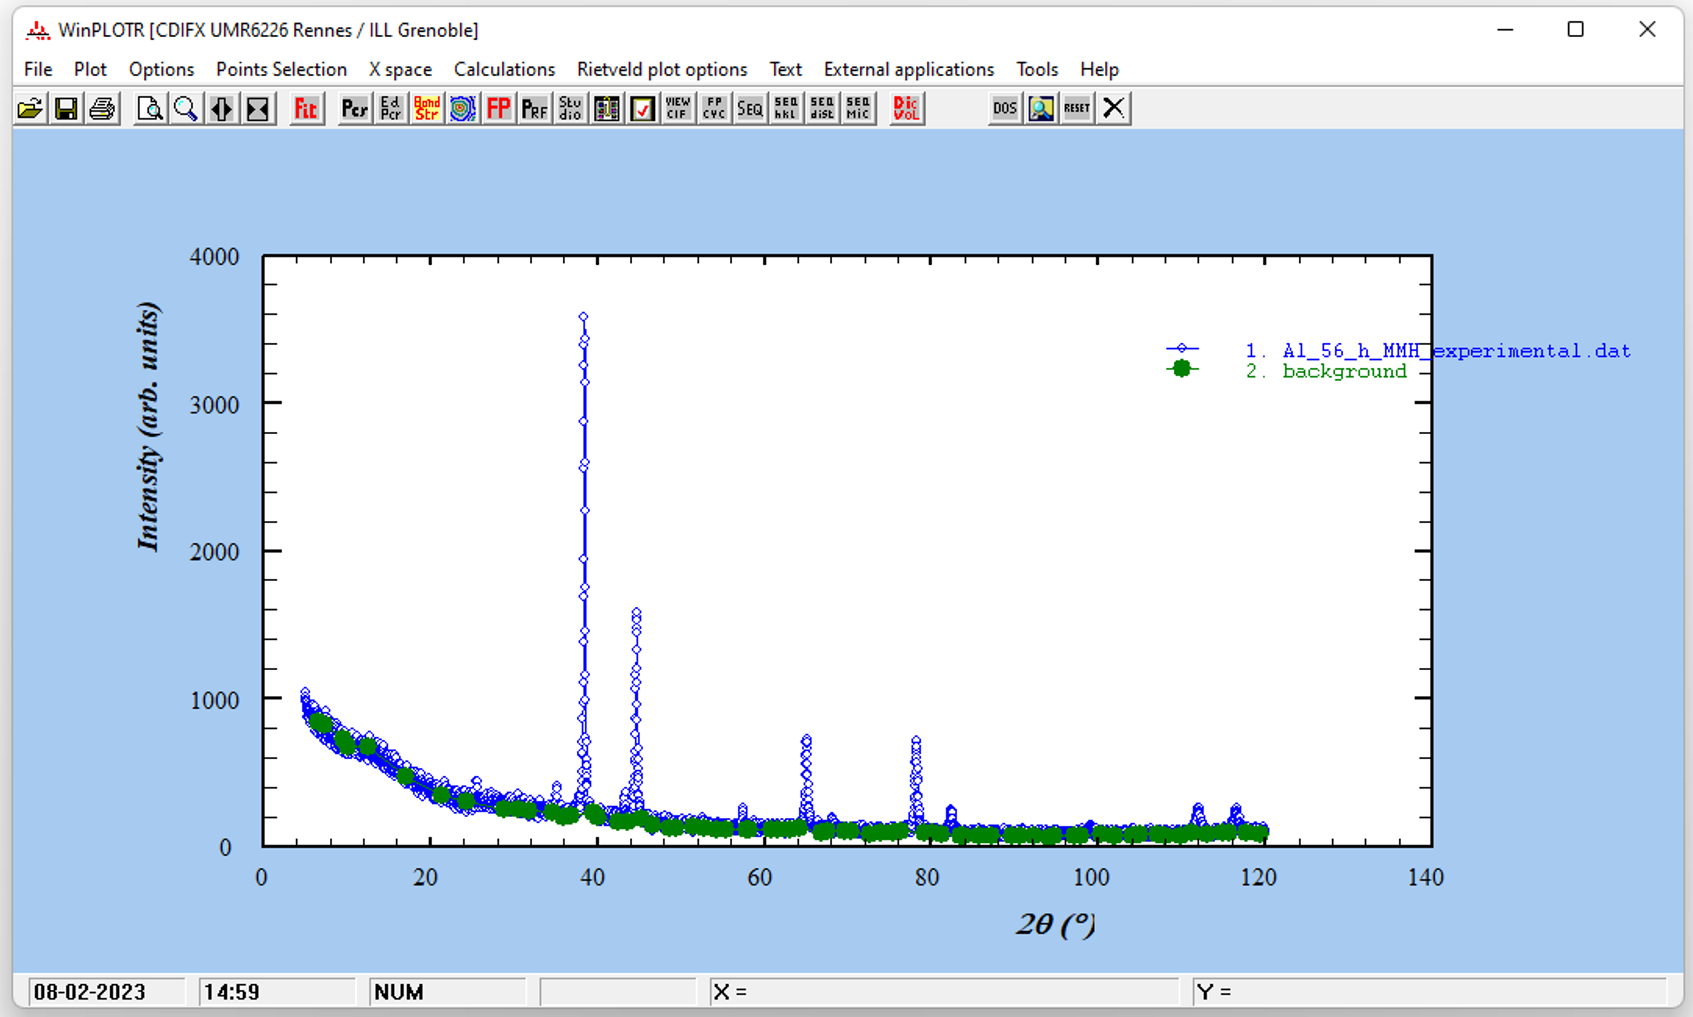 WinPLOTR [CDIFX UMR6226 Rennes / ILL Grenoble]
File Plot Options Points Selection X space Calculations Rietveld plot options Text External applications Tools Help
Fit Pcr Ed Pcr Bond Str FP PRF Stu dio VIEW CIF FP CYC SEQ SEQ hkl SEQ dist SEQ MiC Dic VOL DOS RESET
4000
3000
2000
1000
0
Intensity (arb. units)
1. Al_56_h_MMH_experimental.dat
2. background
0 20 40 60 80 100 120 140
2θ (°)
08-02-2023 14:59 NUM X = Y =